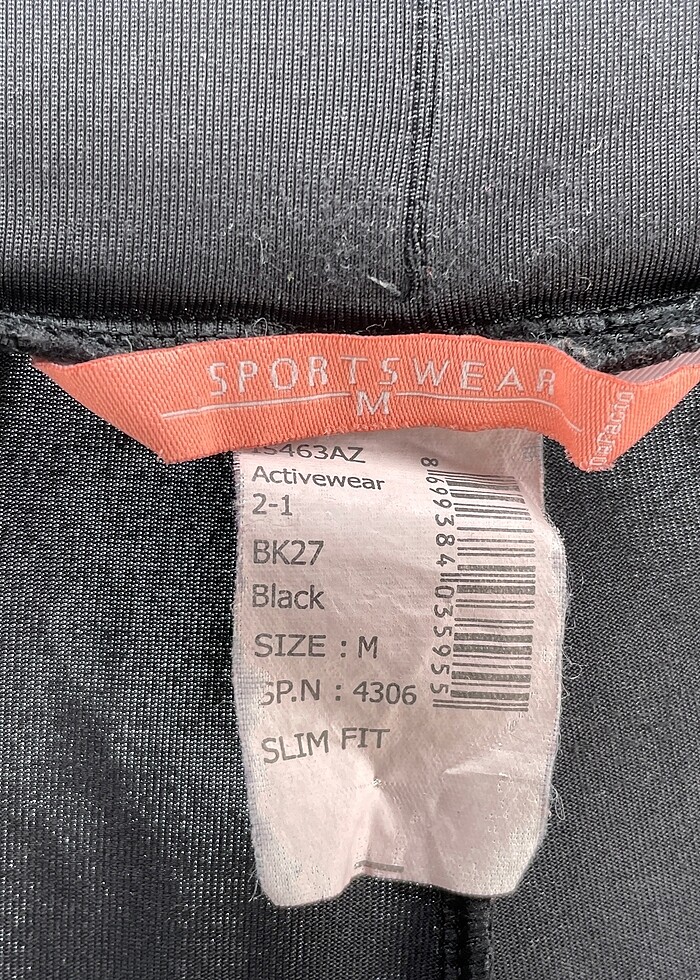 SPORTSWEAR
M
Activewear
2-1
BK27
Black
SIZE : M
SP.N : 4306
SLIM FIT
8699384035955